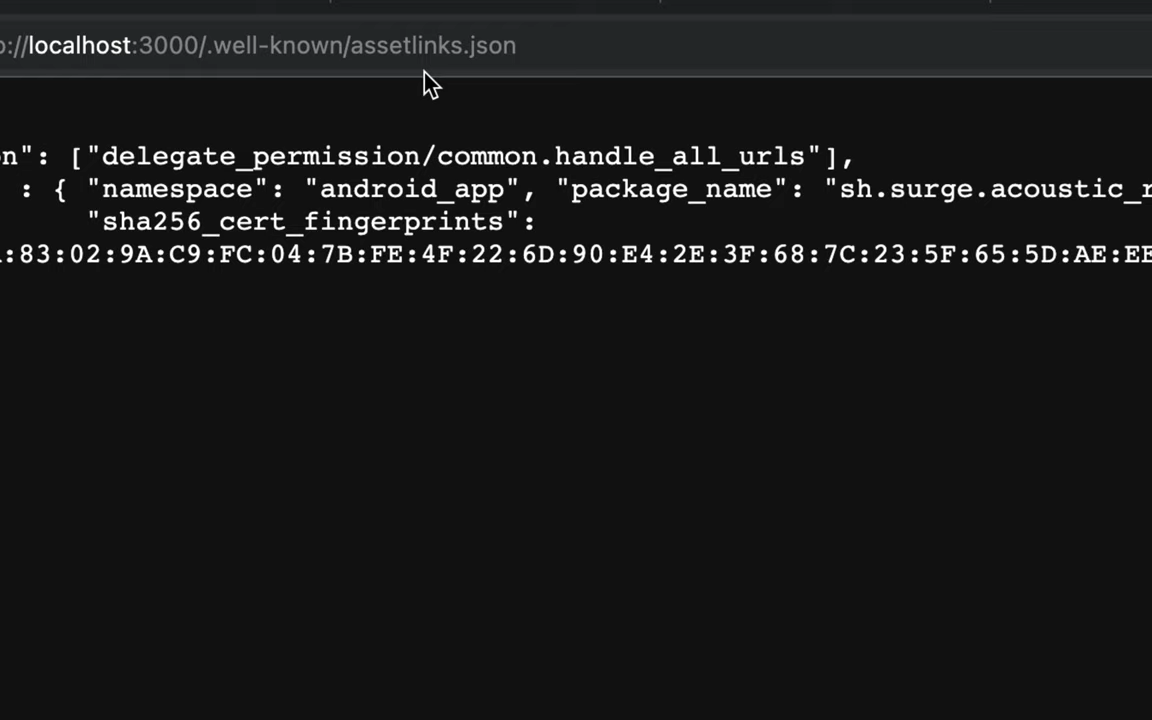 ://localhost:3000/.well-known/assetlinks.json
n": ["delegate_permission/common.handle_all_urls"],
: { "namespace": "android_app", "package_name": "sh.surge.acoustic_r
"sha256_cert_fingerprints":
:83:02:9A:C9:FC:04:7B:FE:4F:22:6D:90:E4:2E:3F:68:7C:23:5F:65:5D:AE:EE